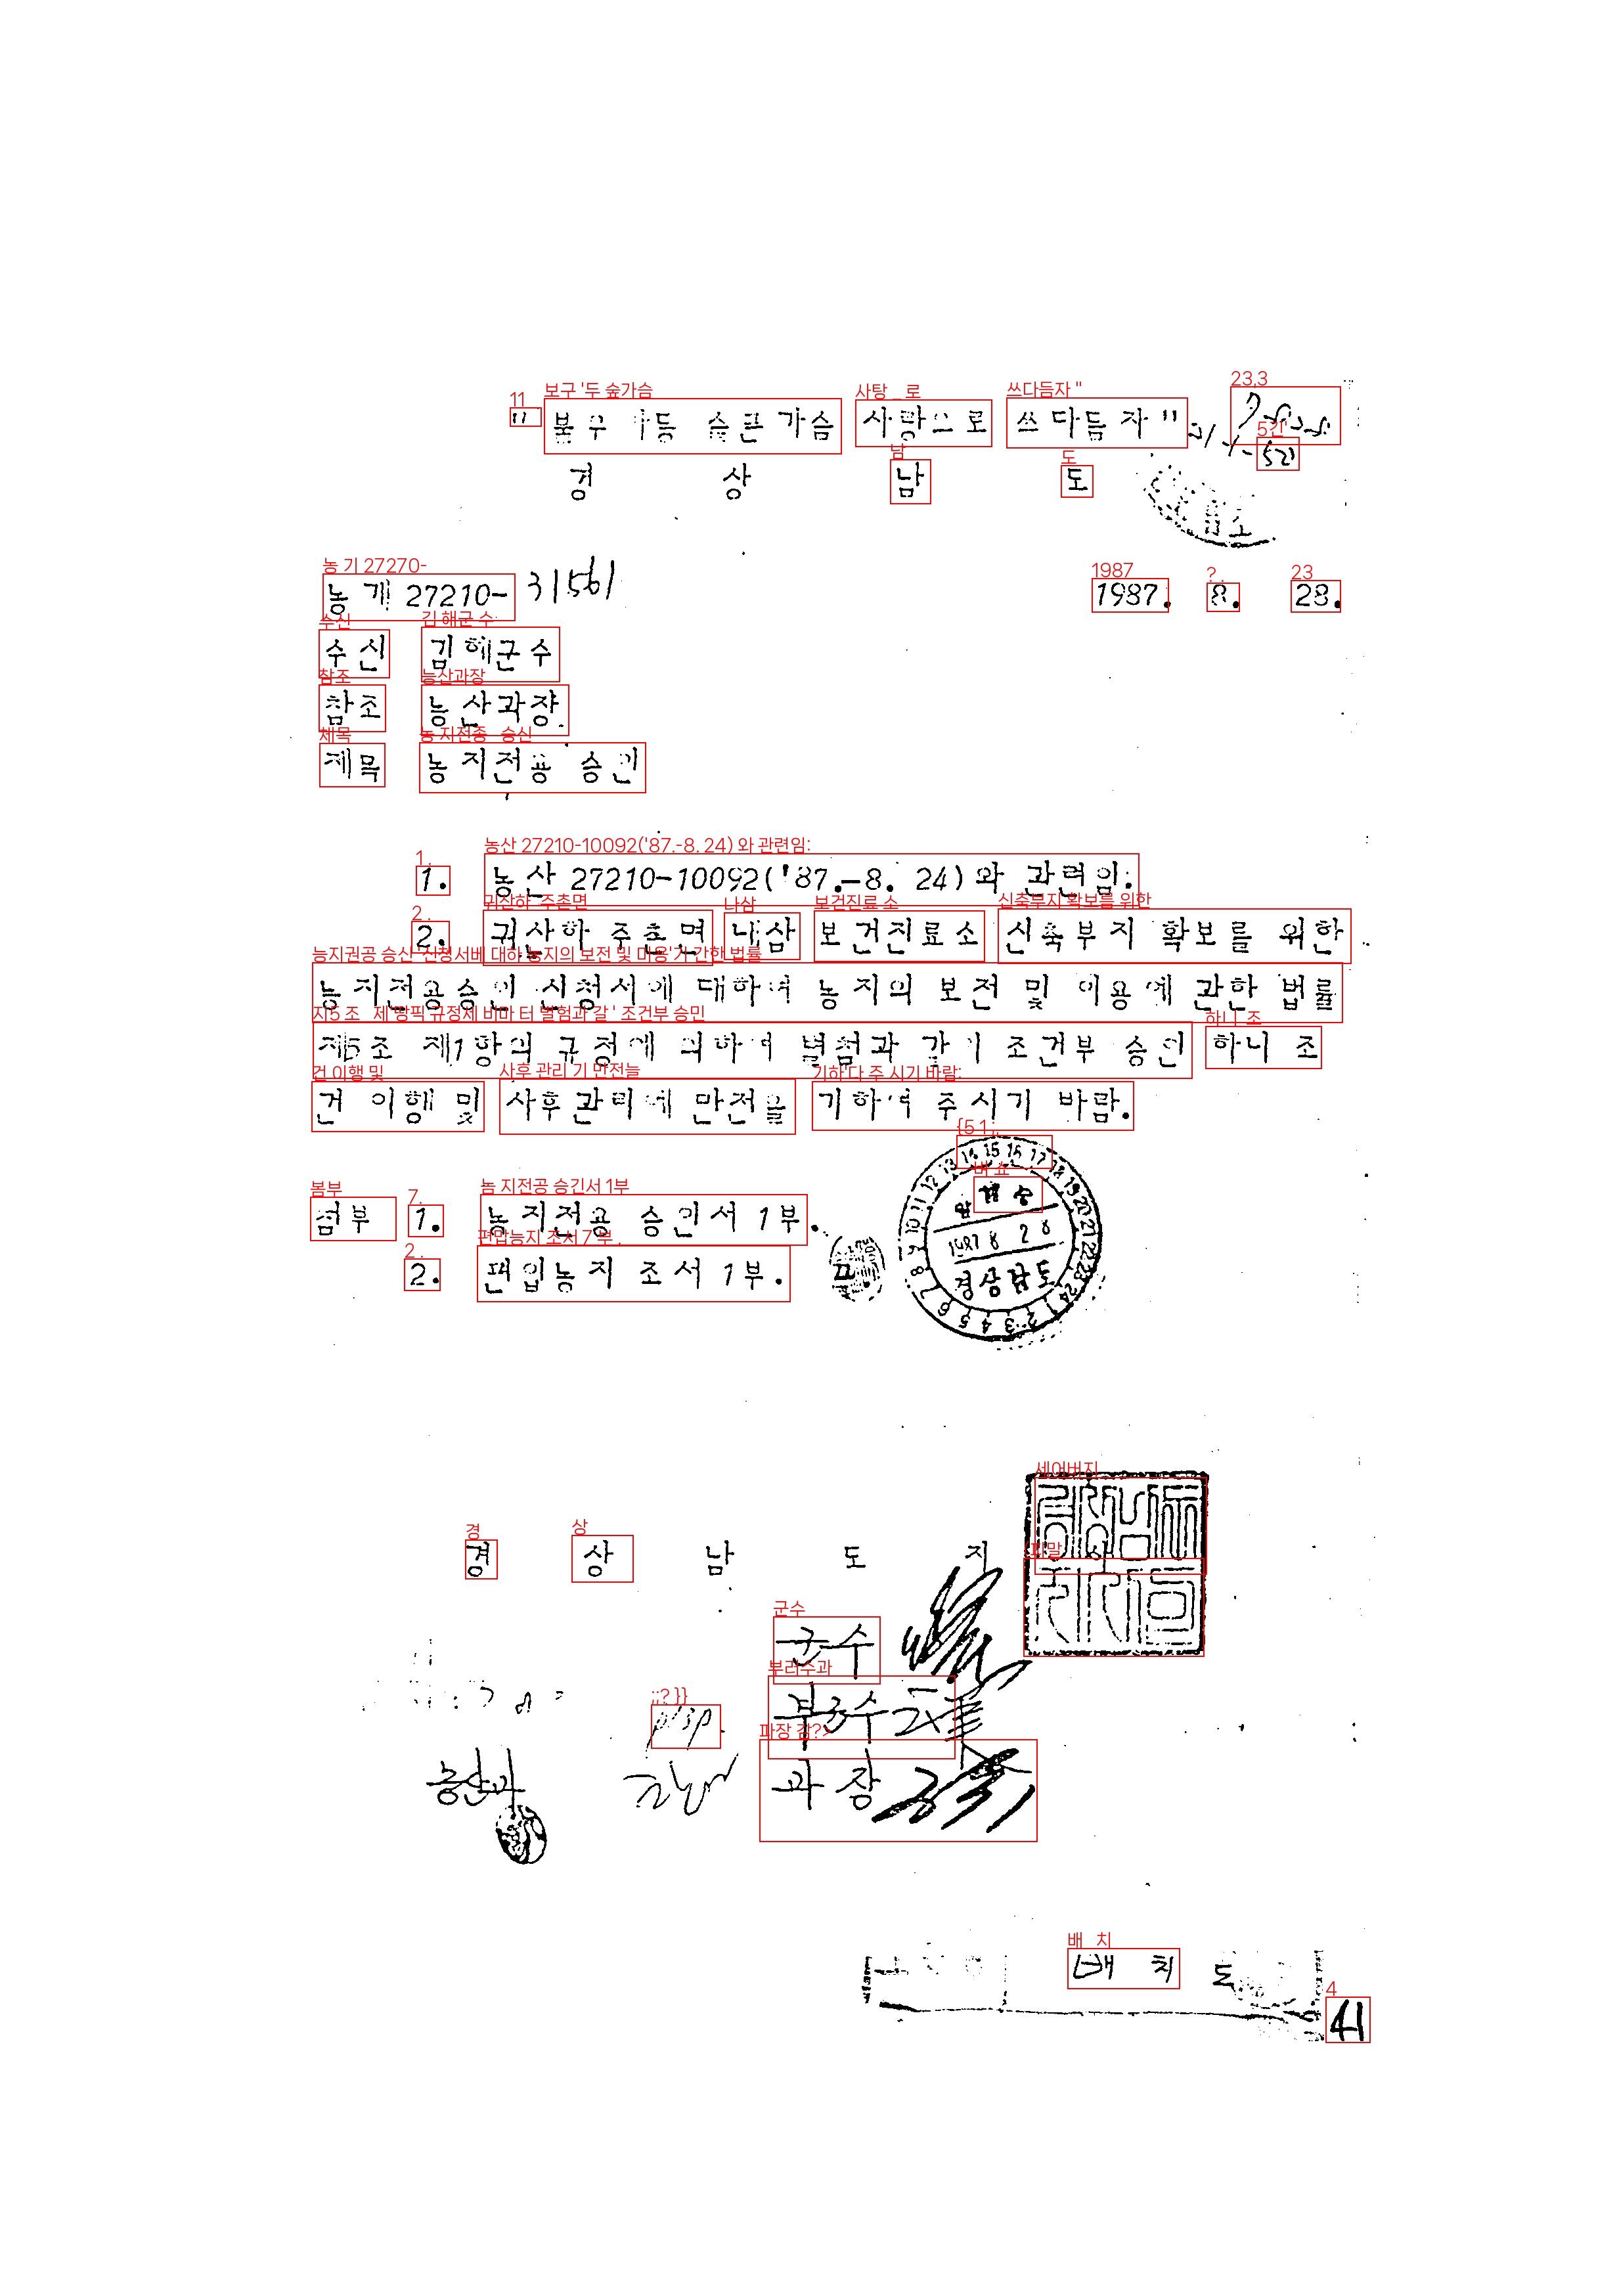 " 불우 이웃 슬픈 가슴 사랑으로 쓰다듬자 "
경 상 남 도
농 개 27210- 31561 1987. 8. 28.
수신 김해군수
참조 농산과장
제목 농지전용 승인
1. 농산 27210-10092('87.-8. 24)와 관련임.
2. 귀산하 주촌면 내삼 보건진료소 신축부지 확보를 위한
농지전용승인 신청서에 대하여 농지의 보전 및 이용에 관한 법률
제5조 제1항의 규정에 의하여 별첨과 같이 조건부 승인 하니 조
건 이행 및 사후관리에 만전을 기하여 주시기 바람.
첨부 1. 농지전용 승인서 1부.
2. 편입농지 조서 1부. 끝.
1987 8 28
경상남도
경 상 남 도 지 사
군수
부군수
과장
농산과
배 치 도
41